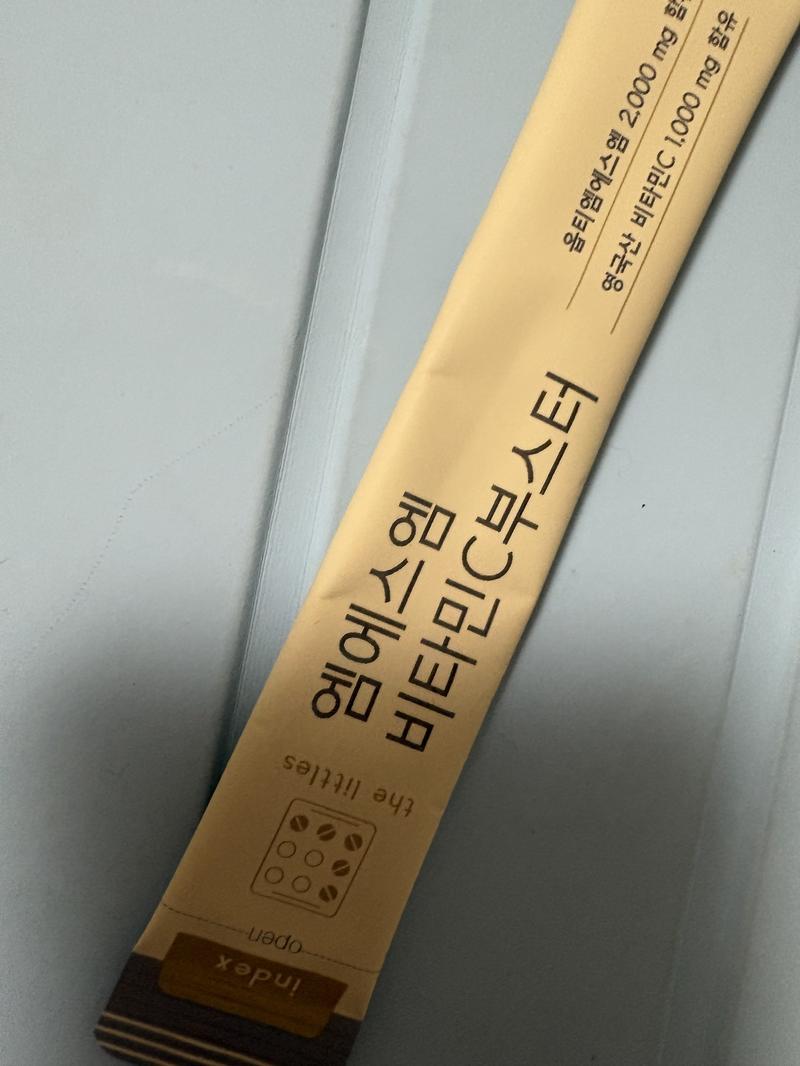 index
open
the littles
엠에스엠
비타민C부스터
옵티엠에스엠 2,000 mg 함유
영국산 비타민C 1,000 mg 함유